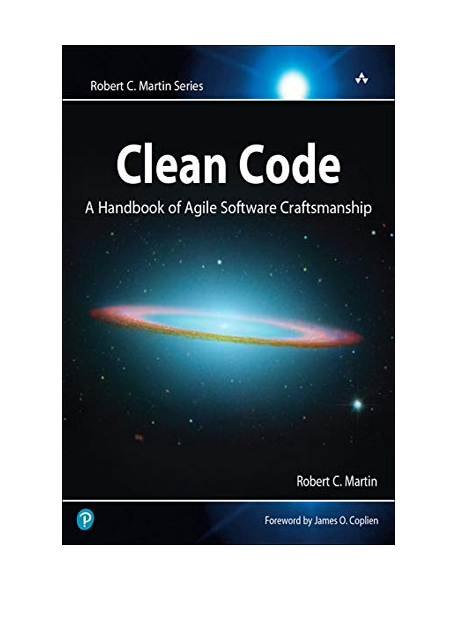 Robert C. Martin Series
Clean Code
A Handbook of Agile Software Craftsmanship
Robert C. Martin
Foreword by James O. Coplien